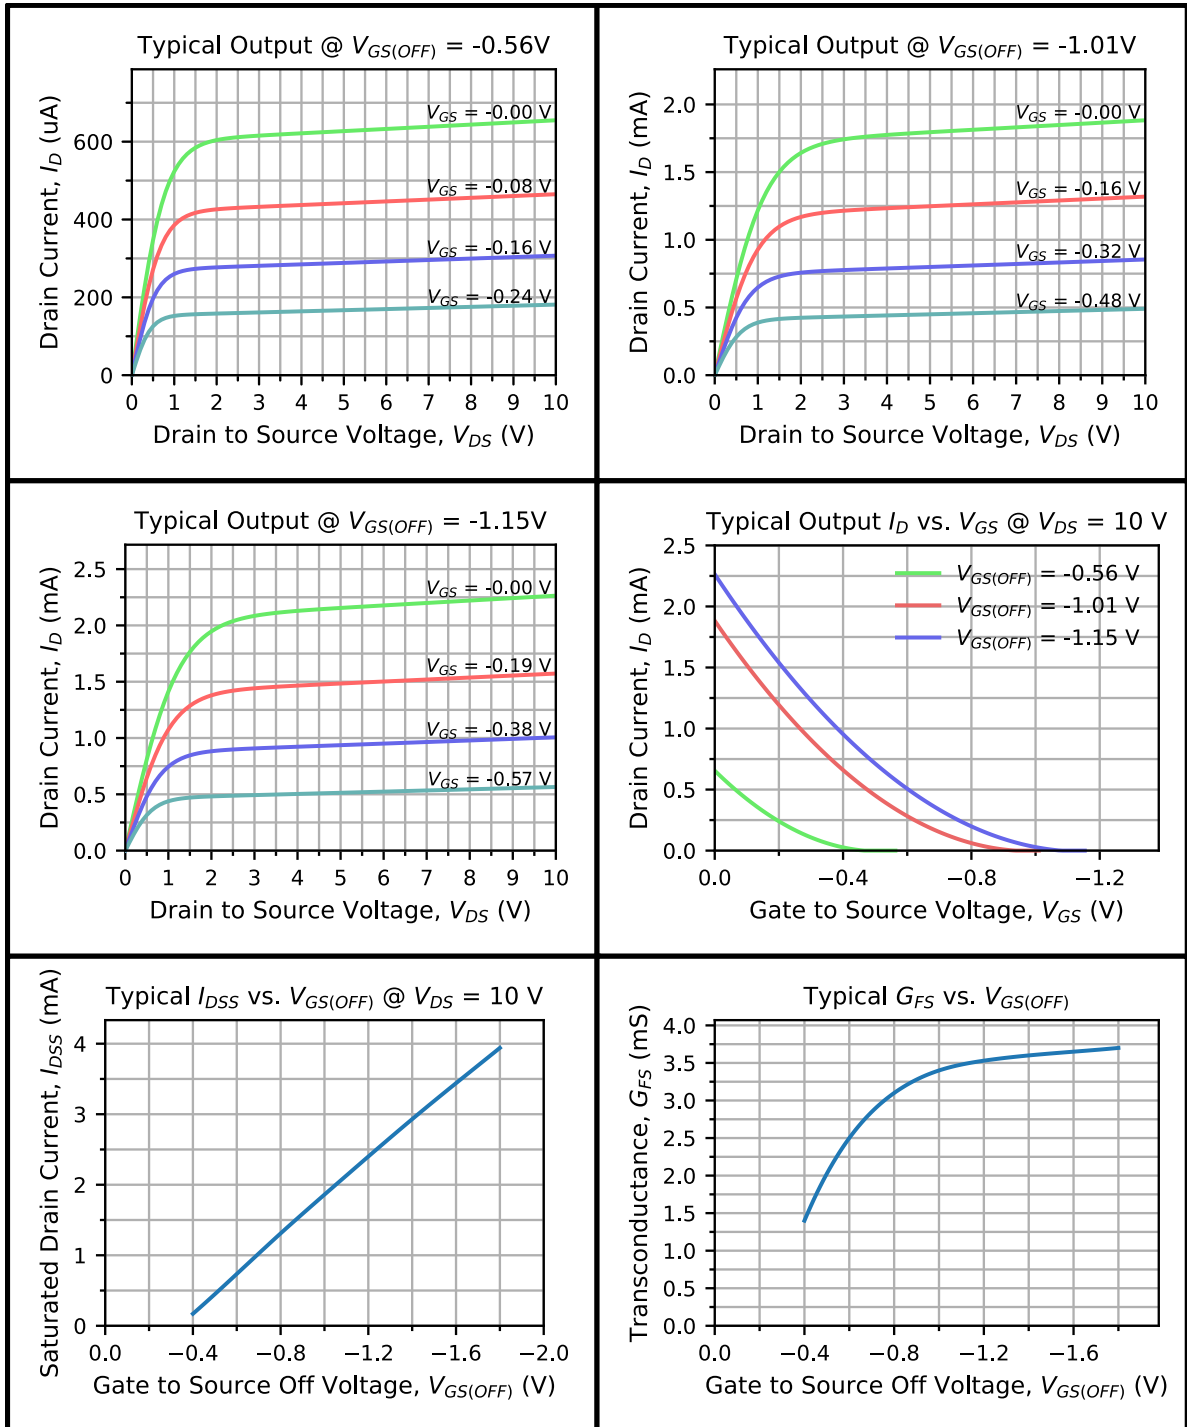 Typical Output @ VGS(OFF) = -0.56V
Drain Current, ID (uA)
600
400
200
0
VGS = -0.00 V
VGS = -0.08 V
VGS = -0.16 V
VGS = -0.24 V
0 1 2 3 4 5 6 7 8 9 10
Drain to Source Voltage, VDS (V)
Typical Output @ VGS(OFF) = -1.01V
Drain Current, ID (mA)
2.0
1.5
1.0
0.5
0.0
VGS = -0.00 V
VGS = -0.16 V
VGS = -0.32 V
VGS = -0.48 V
0 1 2 3 4 5 6 7 8 9 10
Drain to Source Voltage, VDS (V)
Typical Output @ VGS(OFF) = -1.15V
Drain Current, ID (mA)
2.5
2.0
1.5
1.0
0.5
0.0
VGS = -0.00 V
VGS = -0.19 V
VGS = -0.38 V
VGS = -0.57 V
0 1 2 3 4 5 6 7 8 9 10
Drain to Source Voltage, VDS (V)
Typical Output ID vs. VGS @ VDS = 10 V
Drain Current, ID (mA)
2.5
2.0
1.5
1.0
0.5
0.0
VGS(OFF) = -0.56 V
VGS(OFF) = -1.01 V
VGS(OFF) = -1.15 V
0.0 −0.4 −0.8 −1.2
Gate to Source Voltage, VGS (V)
Typical IDSS vs. VGS(OFF) @ VDS = 10 V
Saturated Drain Current, IDSS (mA)
4
3
2
1
0
0.0 −0.4 −0.8 −1.2 −1.6 −2.0
Gate to Source Off Voltage, VGS(OFF) (V)
Typical GFS vs. VGS(OFF)
Transconductance, GFS (mS)
4.0
3.5
3.0
2.5
2.0
1.5
1.0
0.5
0.0
0.0 −0.4 −0.8 −1.2 −1.6
Gate to Source Off Voltage, VGS(OFF) (V)